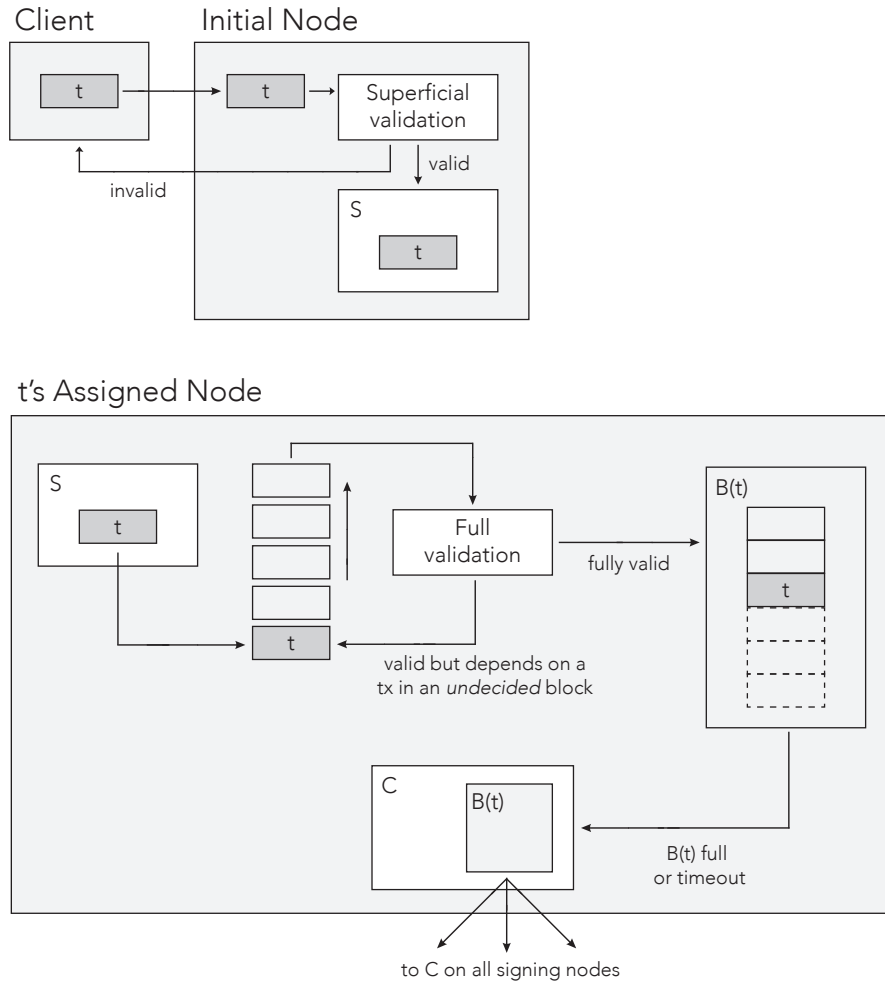 Client
Initial Node
t
t
Superficial
validation
invalid
valid
S
t
t's Assigned Node
S
t
t
Full
validation
fully valid
valid but depends on a
tx in an undecided block
B(t)
t
C
B(t)
B(t) full
or timeout
to C on all signing nodes